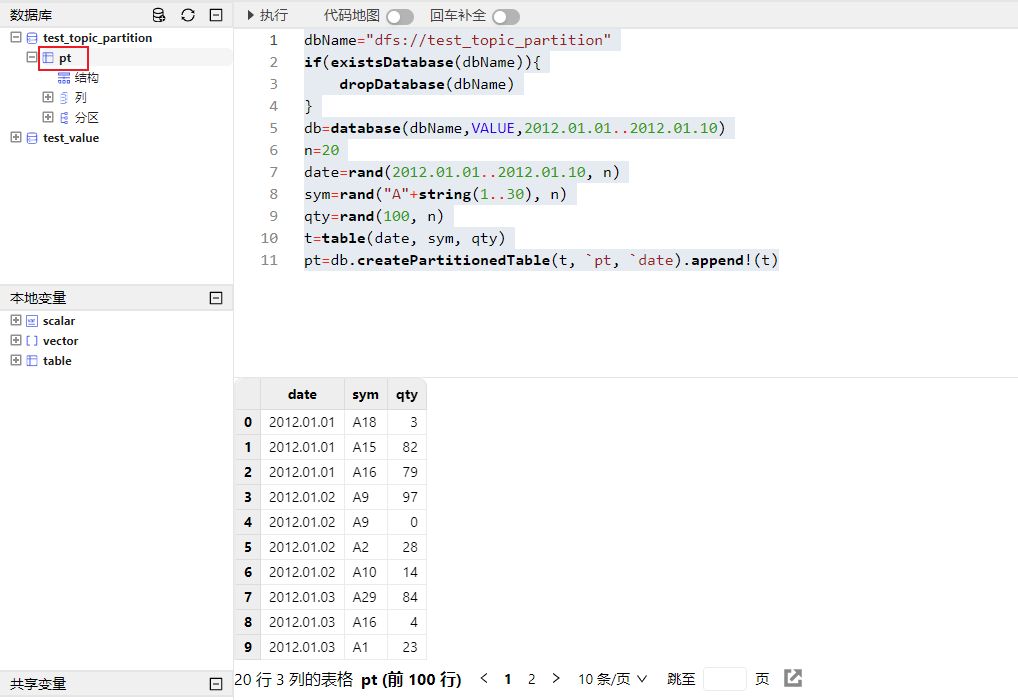 数据库
test_topic_partition
pt
结构
列
分区
test_value
本地变量
scalar
vector
table
共享变量
执行 代码地图 回车补全
1 dbName="dfs://test_topic_partition"
2 if(existsDatabase(dbName)){
3 dropDatabase(dbName)
4 }
5 db=database(dbName,VALUE,2012.01.01..2012.01.10)
6 n=20
7 date=rand(2012.01.01..2012.01.10, n)
8 sym=rand("A"+string(1..30), n)
9 qty=rand(100, n)
10 t=table(date, sym, qty)
11 pt=db.createPartitionedTable(t, `pt, `date).append!(t)
date sym qty
0 2012.01.01 A18 3
1 2012.01.01 A15 82
2 2012.01.01 A16 79
3 2012.01.02 A9 97
4 2012.01.02 A9 0
5 2012.01.02 A2 28
6 2012.01.02 A10 14
7 2012.01.03 A29 84
8 2012.01.03 A16 4
9 2012.01.03 A1 23
20 行 3 列的表格 pt (前 100 行) < 1 2 > 10 条/页 跳至 页